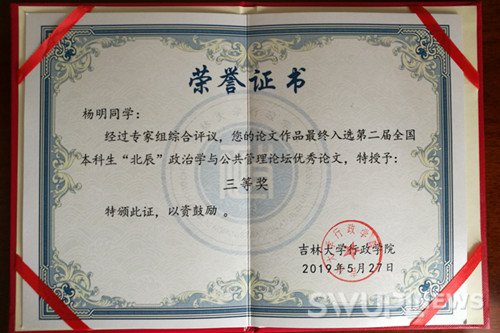 荣誉证书
杨明同学：
经过专家组综合评议，您的论文作品最终入选第二届全国
本科生“北辰”政治学与公共管理论坛优秀论文，特授予：
三等奖
特颁此证，以资鼓励。
吉林大学行政学院
2019年5月27日
SWUPL NEWS